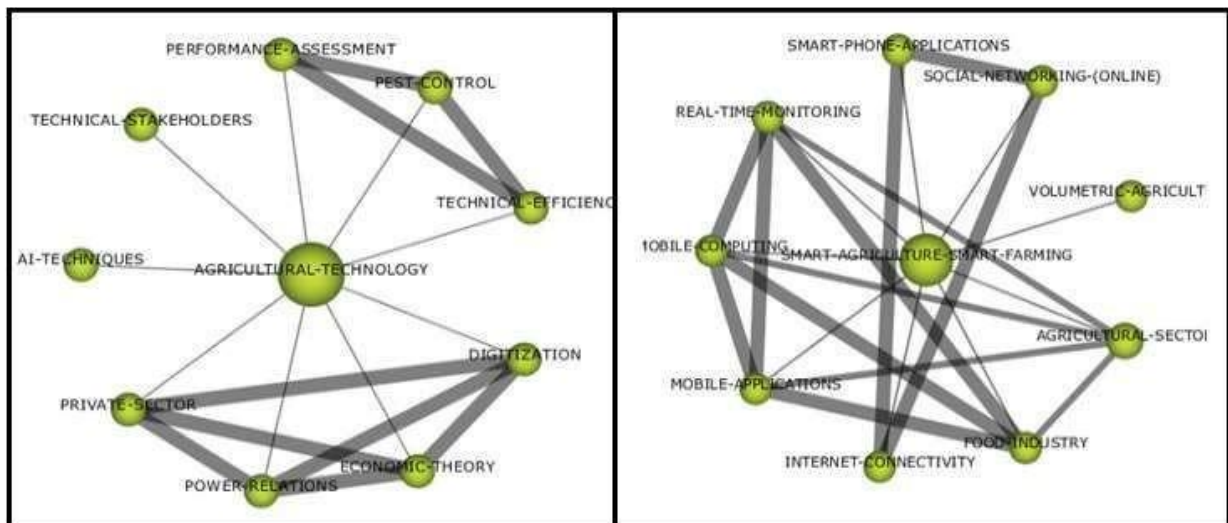 PERFORMANCE-ASSESSMENT
PEST-CONTROL
TECHNICAL-STAKEHOLDERS
TECHNICAL-EFFICIENC
AI-TECHNIQUES
AGRICULTURAL-TECHNOLOGY
DIGITIZATION
PRIVATE-SECTOR
ECONOMIC-THEORY
POWER-RELATIONS
SMART-PHONE-APPLICATIONS
SOCIAL-NETWORKING-(ONLINE)
REAL-TIME-MONITORING
VOLUMETRIC-AGRICULT
MOBILE-COMPUTING
SMART-AGRICULTURE-SMART-FARMING
AGRICULTURAL-SECTOR
MOBILE-APPLICATIONS
FOOD-INDUSTRY
INTERNET-CONNECTIVITY